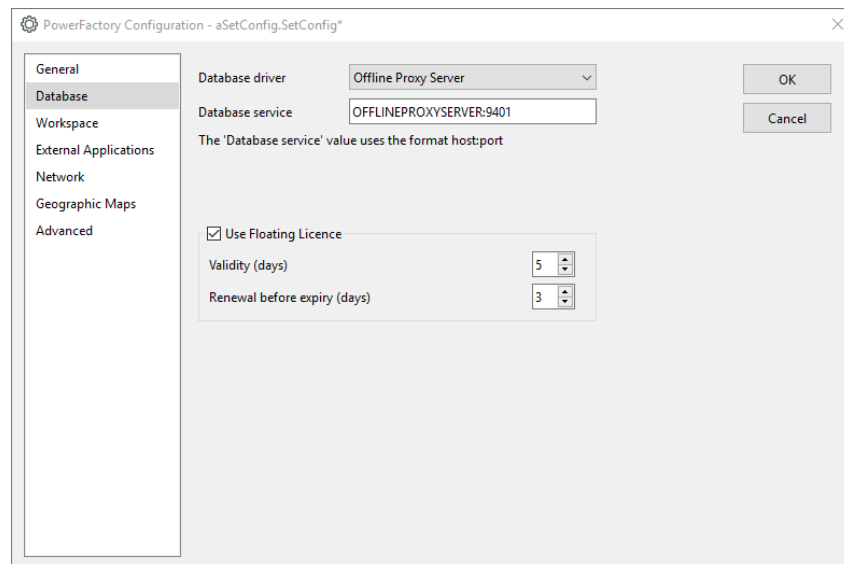 PowerFactory Configuration - aSetConfig.SetConfig*
General
Database
Workspace
External Applications
Network
Geographic Maps
Advanced
Database driver
Offline Proxy Server
Database service
OFFLINEPROXYSERVER:9401
The 'Database service' value uses the format host:port
Use Floating Licence
Validity (days)
5
Renewal before expiry (days)
3
OK
Cancel